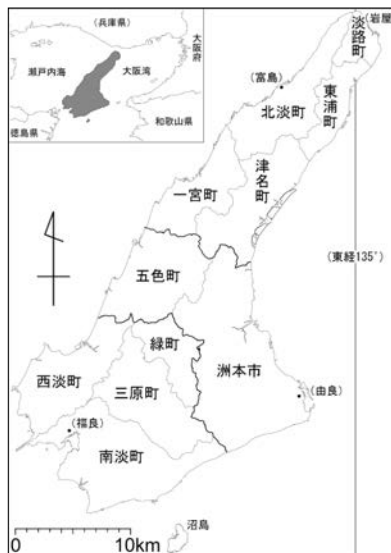 (兵庫県)
大阪府
瀬戸内海
大阪湾
徳島県
和歌山県
(岩屋)
淡路町
(富島)
東浦町
北淡町
津名町
一宮町
(東経135°)
五色町
緑町
洲本市
西淡町
三原町
(由良)
(福良)
南淡町
沼島
0 10km